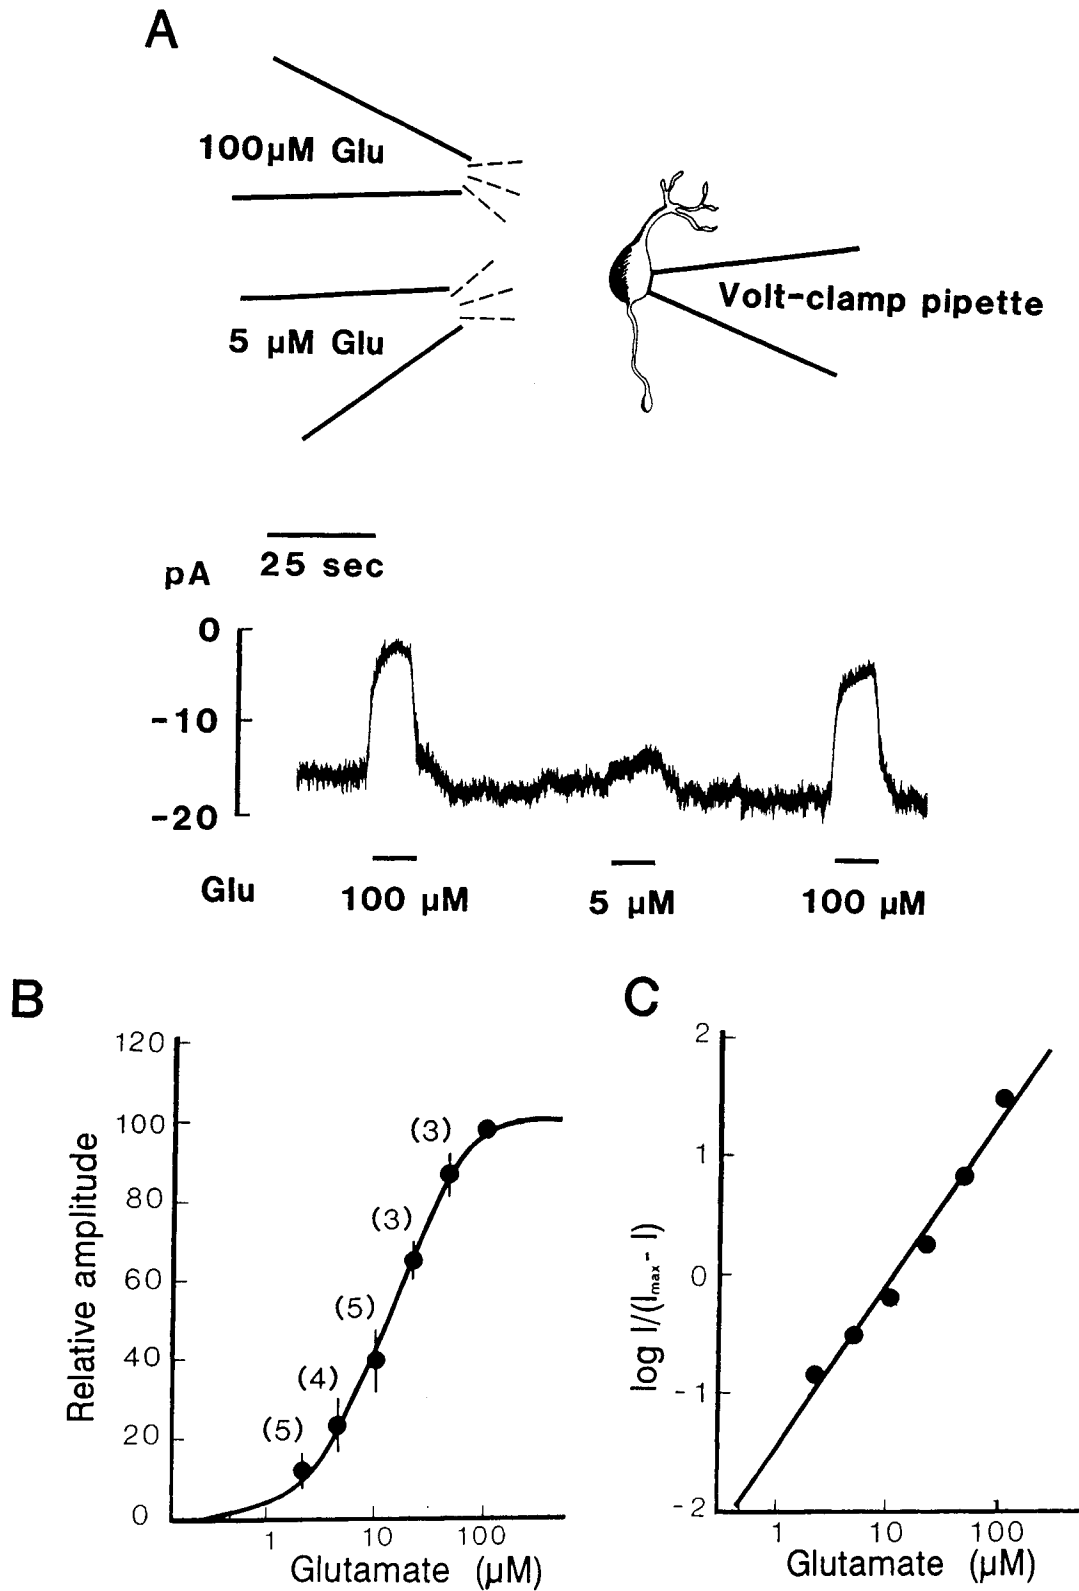 A
100µM Glu
5 µM Glu
Volt-clamp pipette
25 sec
pA
0
-10
-20
Glu
100 µM
5 µM
100 µM
B
120
100
80
60
40
20
0
Relative amplitude
(5)
(4)
(5)
(3)
(3)
1
10
100
Glutamate (µM)
C
2
1
0
-1
-2
log I/(Imax- I)
1
10
100
Glutamate (µM)